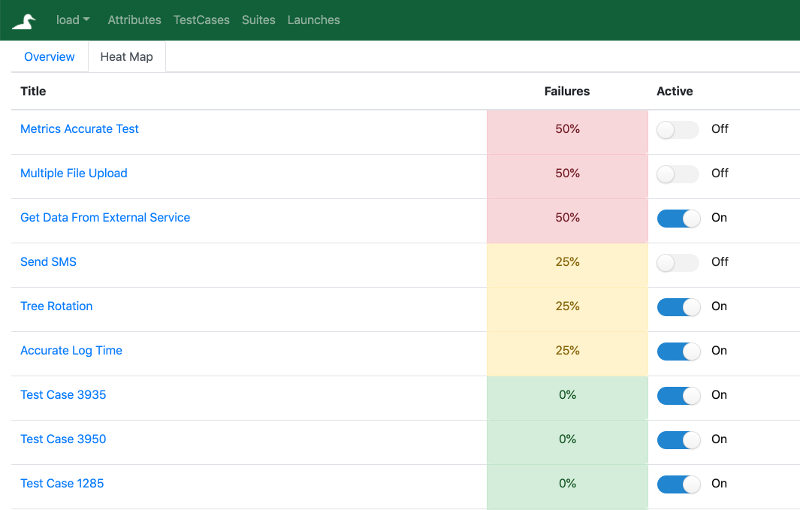 load Attributes TestCases Suites Launches
Overview Heat Map
Title Failures Active
Metrics Accurate Test 50% Off
Multiple File Upload 50% Off
Get Data From External Service 50% On
Send SMS 25% Off
Tree Rotation 25% On
Accurate Log Time 25% On
Test Case 3935 0% On
Test Case 3950 0% On
Test Case 1285 0% On